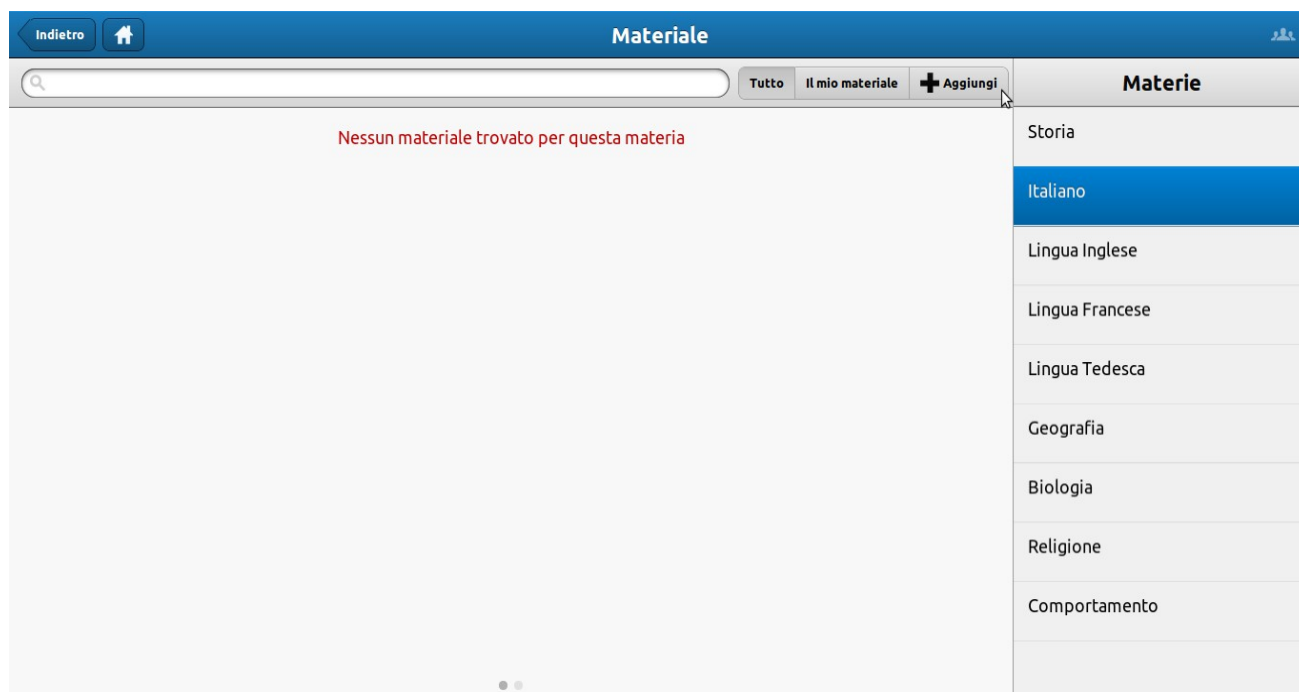 Indietro
Materiale
Tutto
Il mio materiale
Aggiungi
Materie
Nessun materiale trovato per questa materia
Storia
Italiano
Lingua Inglese
Lingua Francese
Lingua Tedesca
Geografia
Biologia
Religione
Comportamento